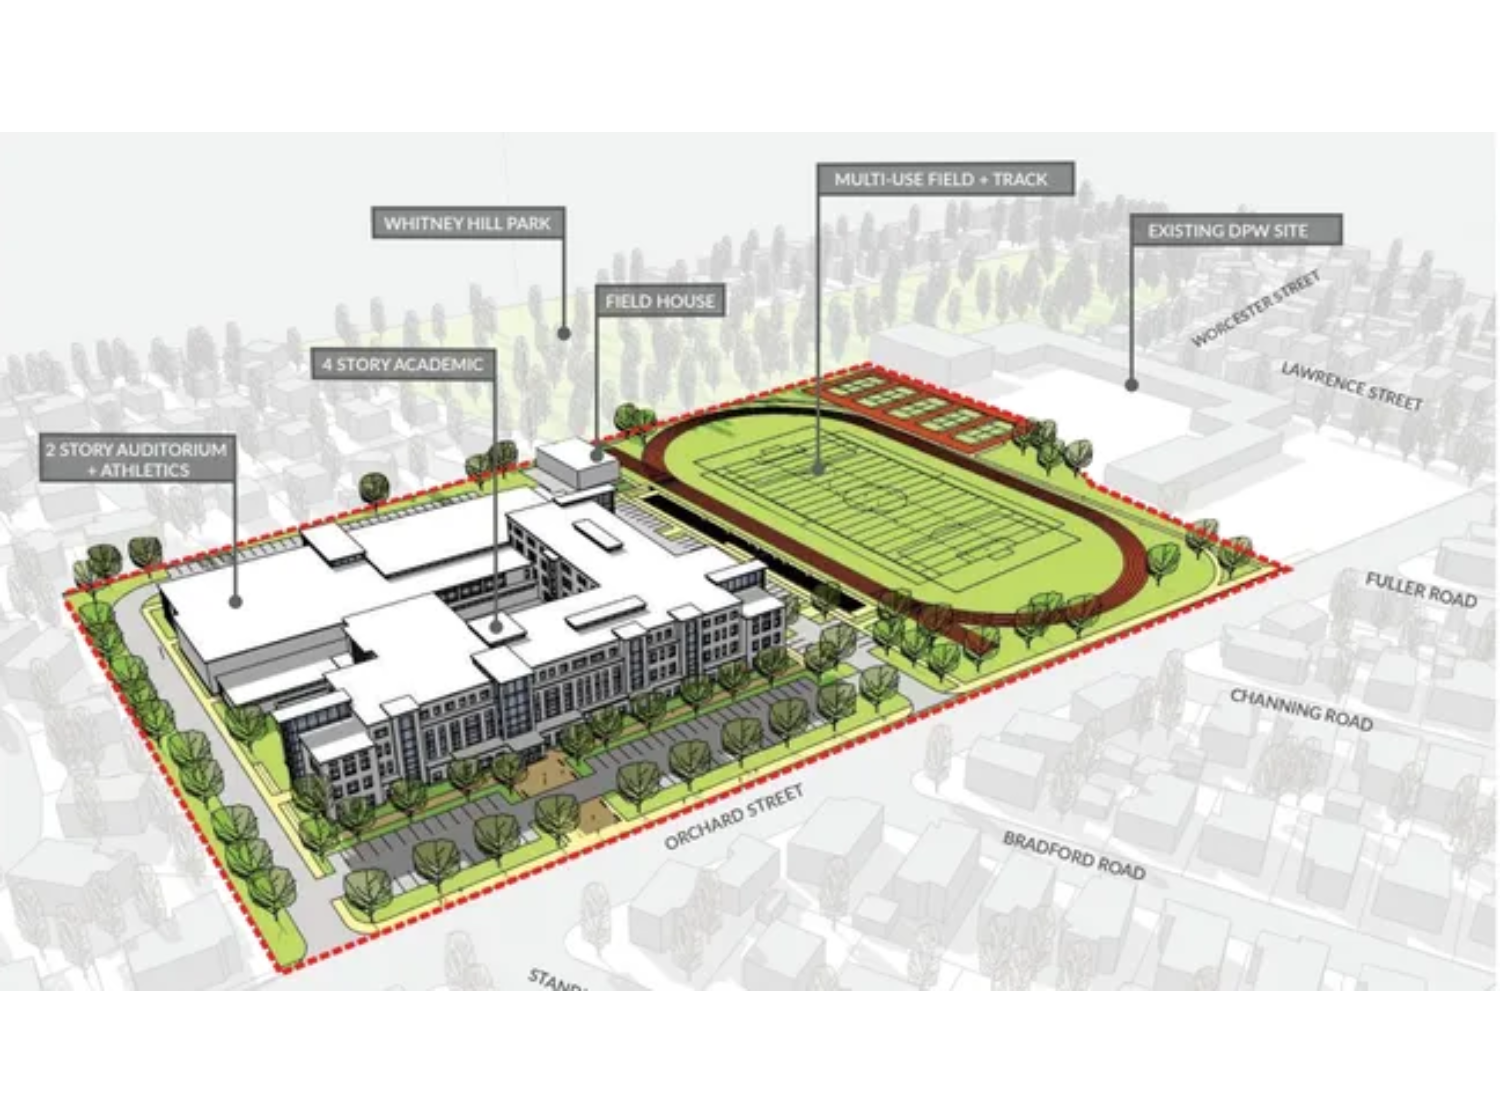 MULTI-USE FIELD + TRACK
WHITNEY HILL PARK
EXISTING DPW SITE
FIELD HOUSE
WORCESTER STREET
4 STORY ACADEMIC
LAWRENCE STREET
2 STORY AUDITORIUM
+ ATHLETICS
FULLER ROAD
CHANNING ROAD
ORCHARD STREET
BRADFORD ROAD